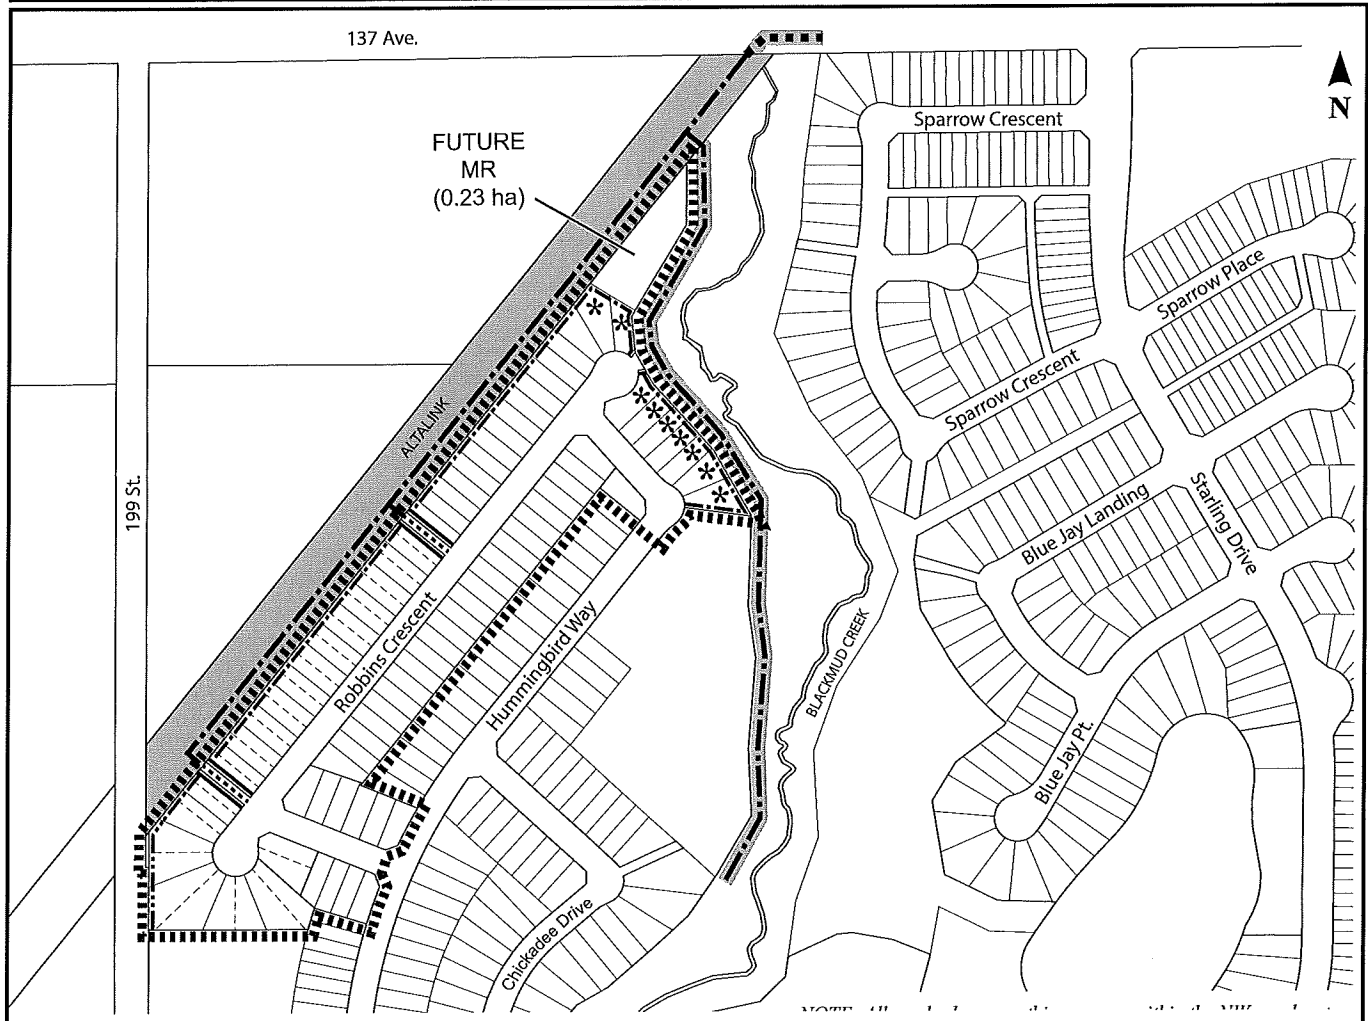 137 Ave.
N
Sparrow Crescent
FUTURE
MR
(0.23 ha)
Sparrow Place
Sparrow Crescent
ALTALINK
199 St.
Starling Drive
Blue Jay Landing
Robbins Crescent
Hummingbird Way
BLACKMUD CREEK
Blue Jay Pt.
Chickadee Drive